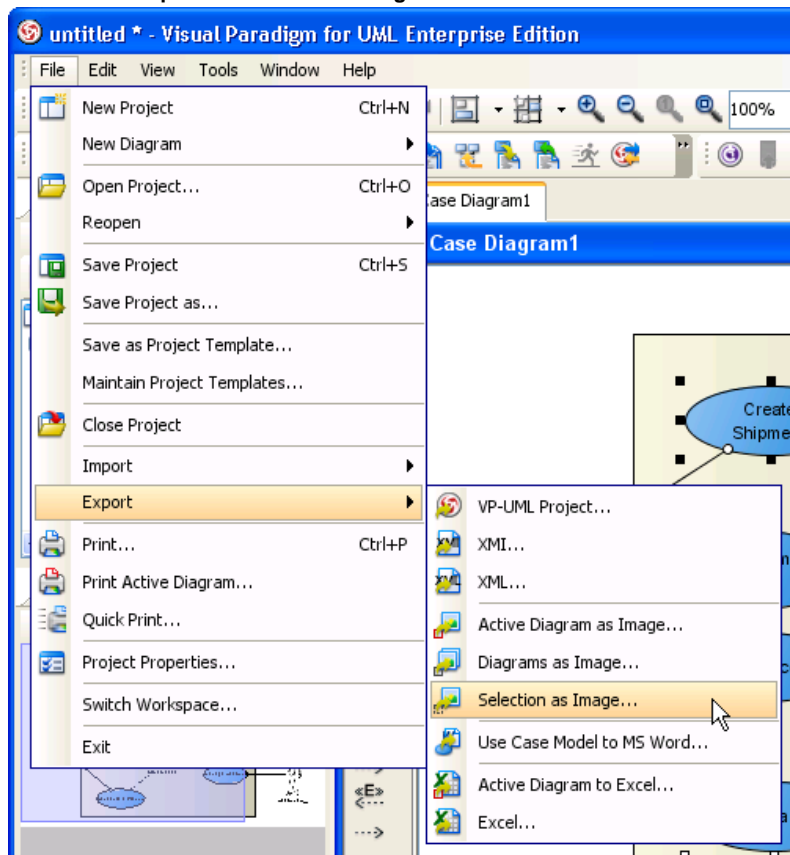 untitled * - Visual Paradigm for UML Enterprise Edition
File Edit View Tools Window Help
New Project Ctrl+N
100%
New Diagram
Open Project... Ctrl+O
ase Diagram1
Reopen
Case Diagram1
Save Project Ctrl+S
Save Project as...
Save as Project Template...
Maintain Project Templates...
Close Project
Create
Shipme
Import
Export
VP-UML Project...
Print... Ctrl+P
XMI...
Print Active Diagram...
XML...
Quick Print...
Active Diagram as Image...
Project Properties...
Diagrams as Image...
Switch Workspace...
Selection as Image...
Exit
Use Case Model to MS Word...
«E»
Active Diagram to Excel...
Excel...